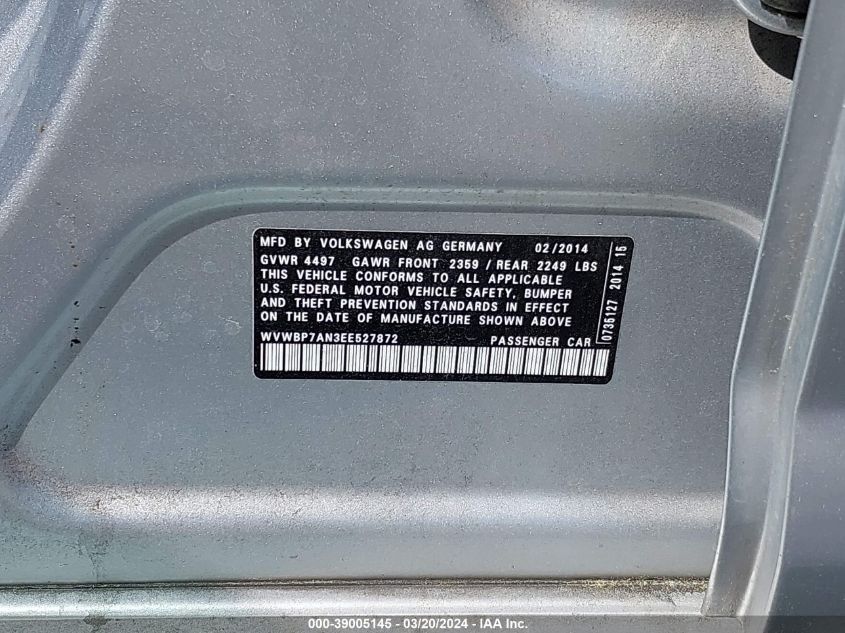 MFD BY VOLKSWAGEN AG GERMANY 02/2014
GVWR 4497 GAWR FRONT 2359 / REAR 2249 LBS
THIS VEHICLE CONFORMS TO ALL APPLICABLE
U.S. FEDERAL MOTOR VEHICLE SAFETY, BUMPER
AND THEFT PREVENTION STANDARDS IN EFFECT
ON THE DATE OF MANUFACTURE SHOWN ABOVE
WVWBP7AN3EE527872 PASSENGER CAR
0736127 2014 15
000-39005145 - 03/20/2024 - IAA Inc.